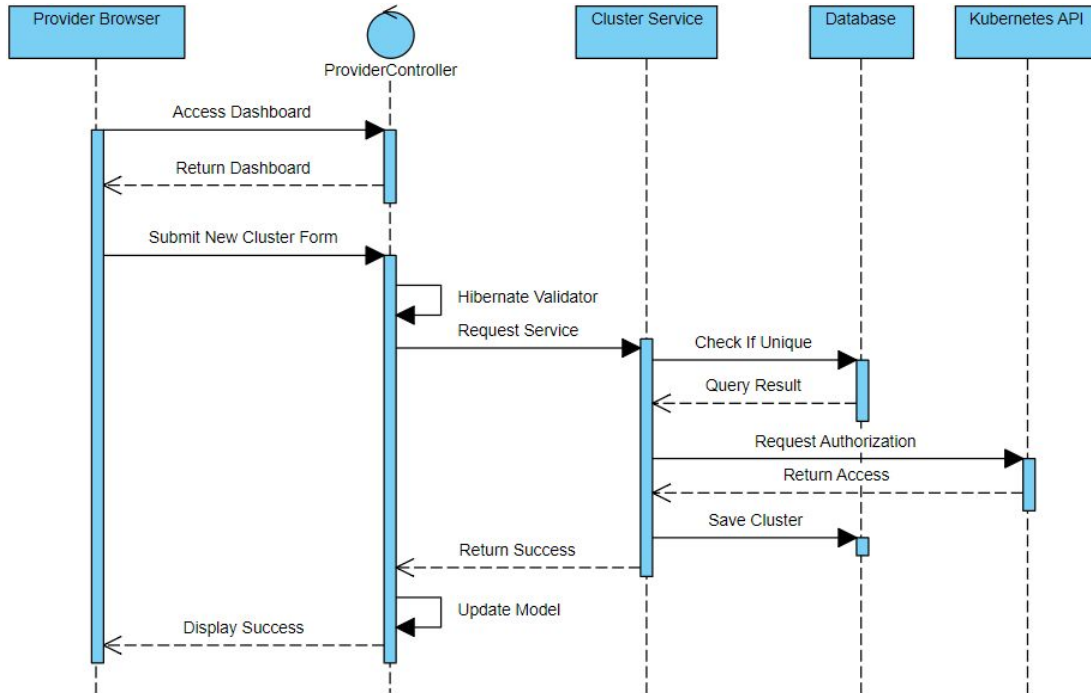 Provider Browser
ProviderController
Cluster Service
Database
Kubernetes API
Access Dashboard
Return Dashboard
Submit New Cluster Form
Hibernate Validator
Request Service
Check If Unique
Query Result
Request Authorization
Return Access
Save Cluster
Return Success
Update Model
Display Success